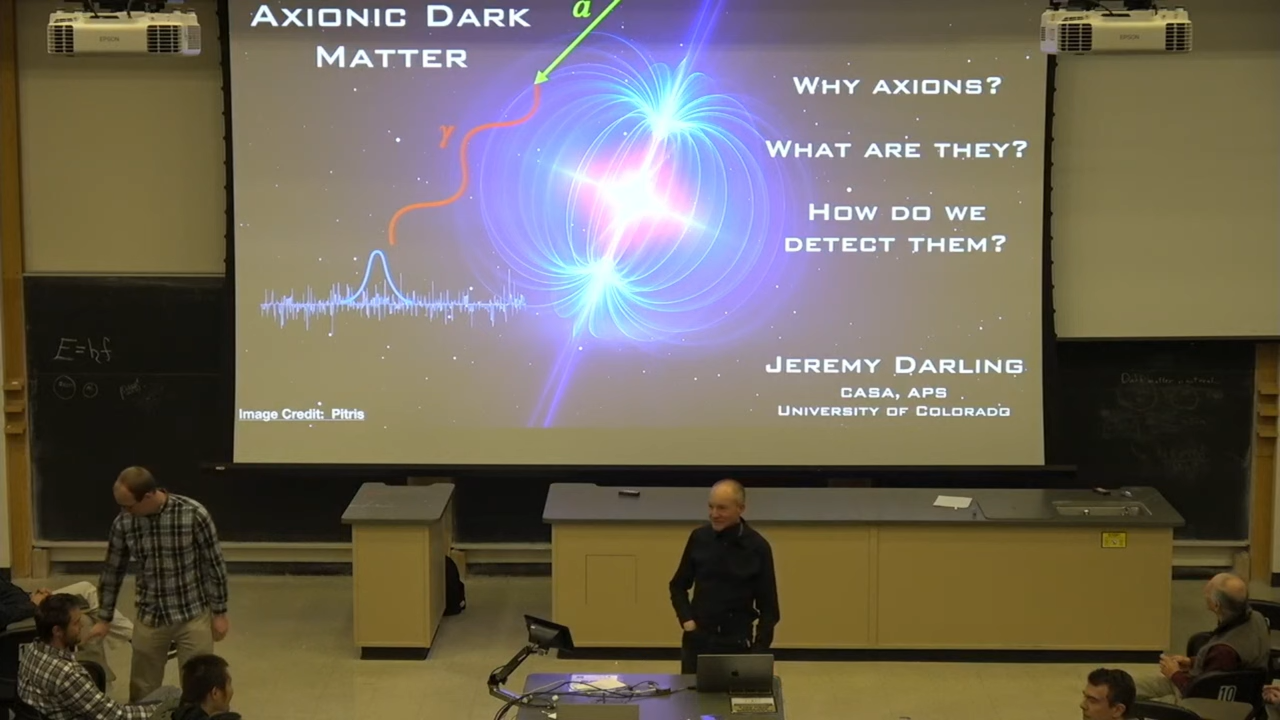 EPSON
EPSON
AXIONIC DARK
MATTER
a
γ
WHY AXIONS?
WHAT ARE THEY?
HOW DO WE
DETECT THEM?
JEREMY DARLING
CASA, APS
UNIVERSITY OF COLORADO
Image Credit: Pitris
E=hf
10